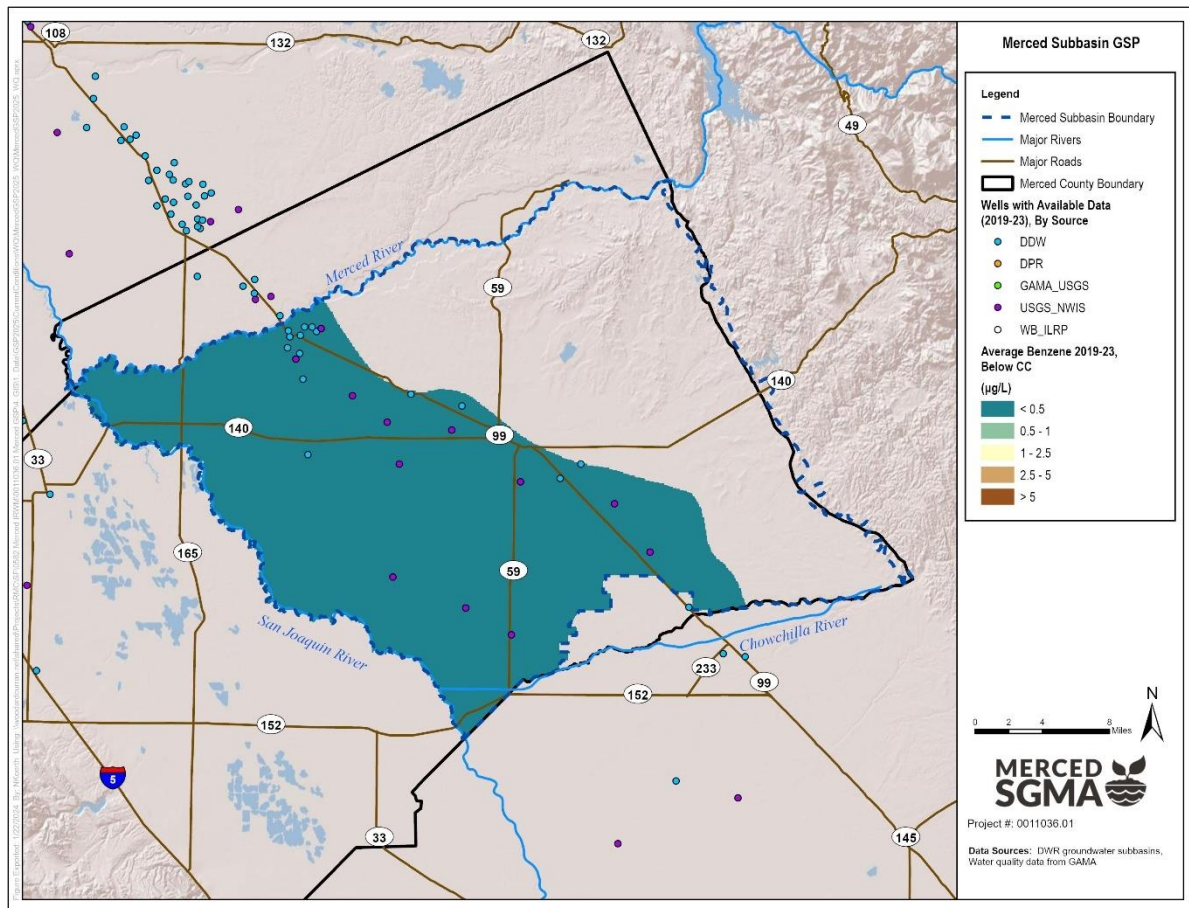 108
132
132
49
Merced River
59
140
140
99
33
165
59
San Joaquin River
Chowchilla River
233
99
152
152
5
33
145
Merced Subbasin GSP
Legend
Merced Subbasin Boundary
Major Rivers
Major Roads
Merced County Boundary
Wells with Available Data
(2019-23), By Source
DDW
DPR
GAMA_USGS
USGS_NWIS
WB_ILRP
Average Benzene 2019-23,
Below CC
(µg/L)
< 0.5
0.5 - 1
1 - 2.5
2.5 - 5
> 5
N
0 2 4 8
Miles
MERCED
SGMA
Project #: 0011036.01
Data Sources: DWR groundwater subbasins,
Water quality data from GAMA